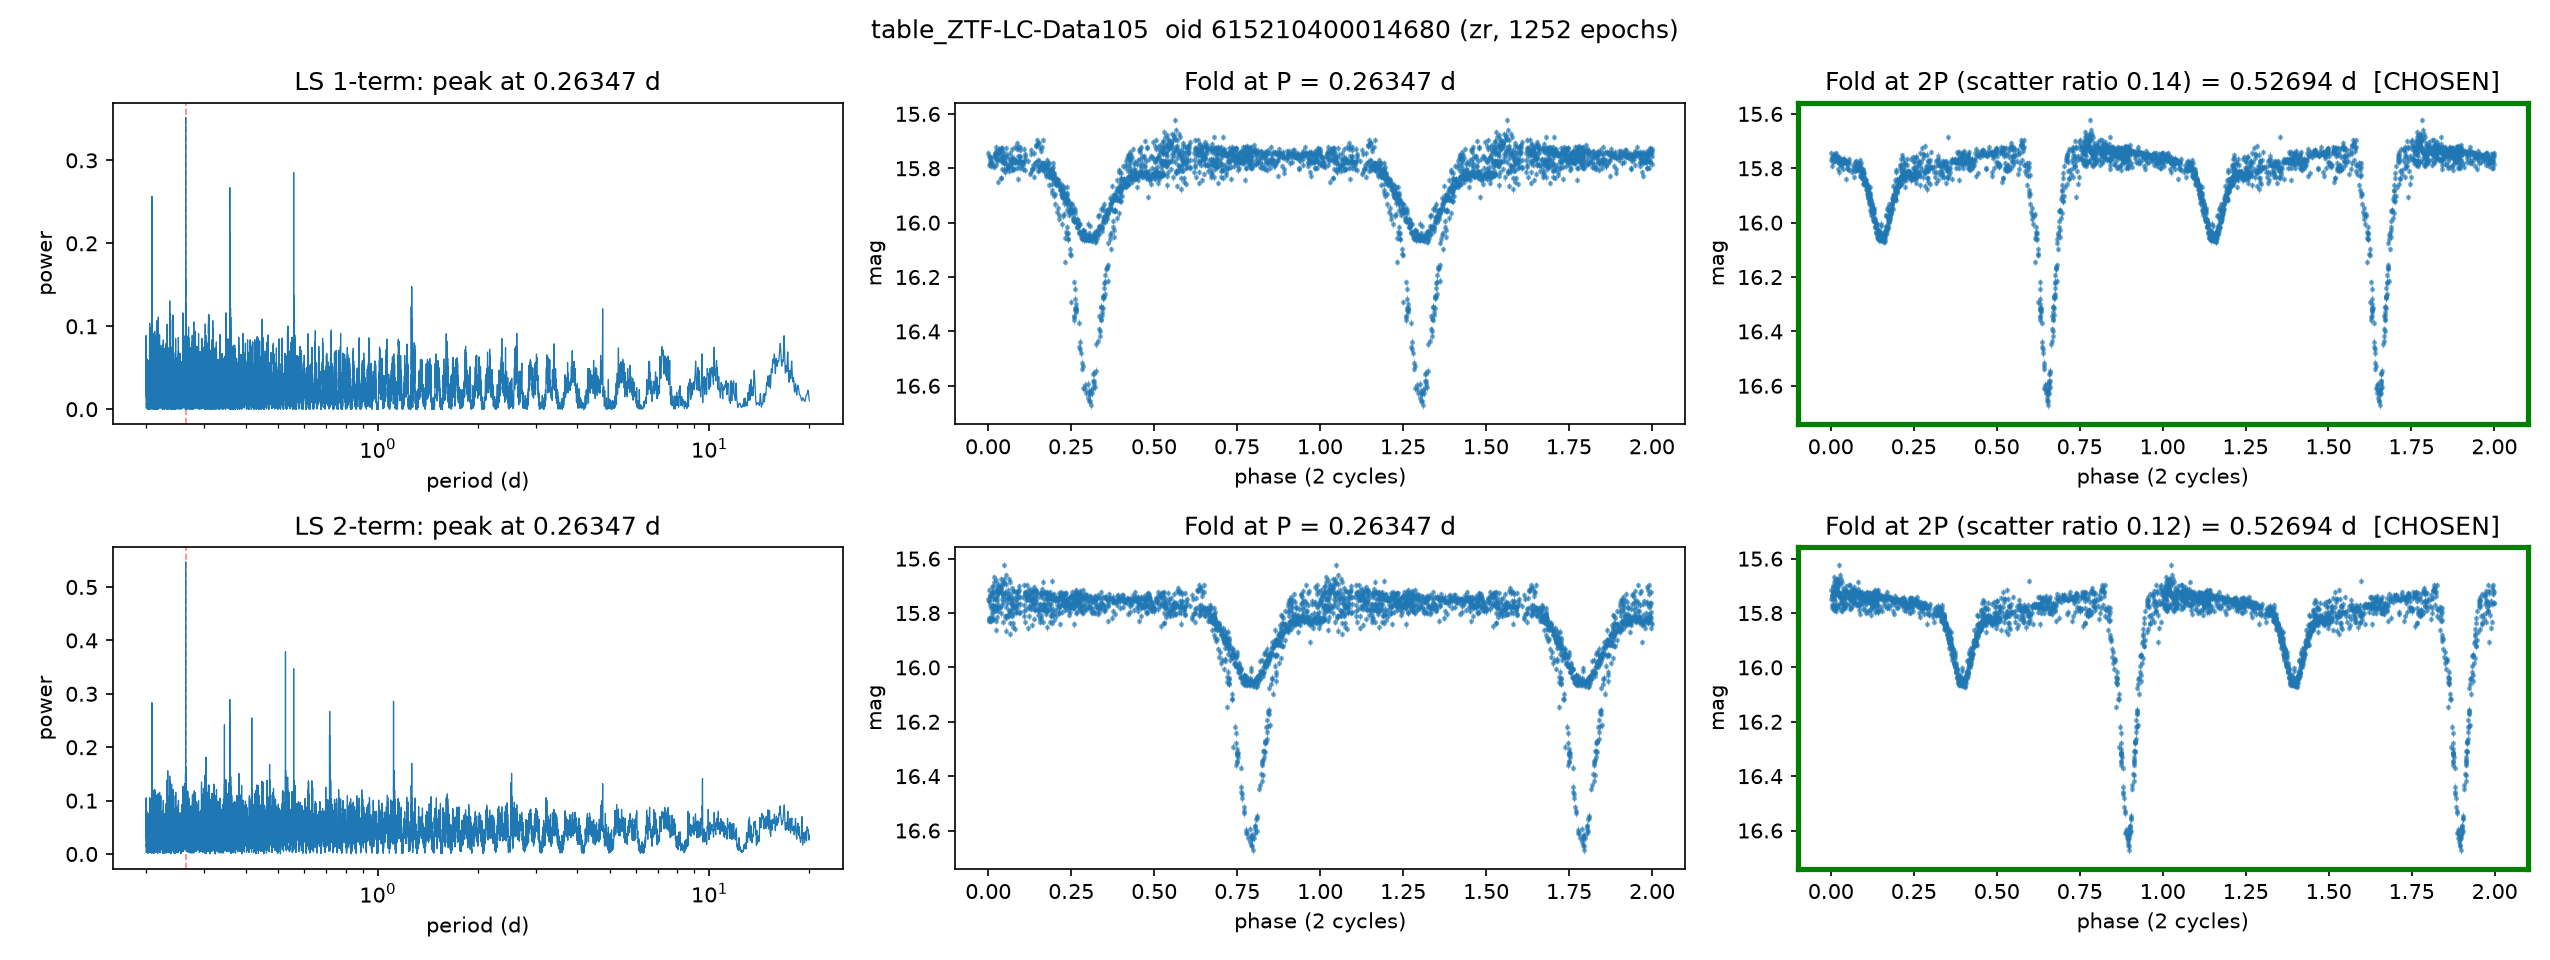 table_ZTF-LC-Data105  oid 615210400014680 (zr, 1252 epochs)
LS 1-term: peak at 0.26347 d
0.3
0.2
0.1
0.0
power
10^0
10^1
period (d)
Fold at P = 0.26347 d
15.6
15.8
16.0
16.2
16.4
16.6
mag
0.00 0.25 0.50 0.75 1.00 1.25 1.50 1.75 2.00
phase (2 cycles)
Fold at 2P (scatter ratio 0.14) = 0.52694 d  [CHOSEN]
15.6
15.8
16.0
16.2
16.4
16.6
mag
0.00 0.25 0.50 0.75 1.00 1.25 1.50 1.75 2.00
phase (2 cycles)
LS 2-term: peak at 0.26347 d
0.5
0.4
0.3
0.2
0.1
0.0
power
10^0
10^1
period (d)
Fold at P = 0.26347 d
15.6
15.8
16.0
16.2
16.4
16.6
mag
0.00 0.25 0.50 0.75 1.00 1.25 1.50 1.75 2.00
phase (2 cycles)
Fold at 2P (scatter ratio 0.12) = 0.52694 d  [CHOSEN]
15.6
15.8
16.0
16.2
16.4
16.6
mag
0.00 0.25 0.50 0.75 1.00 1.25 1.50 1.75 2.00
phase (2 cycles)